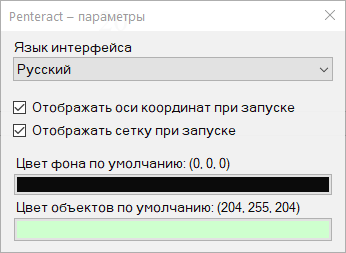 Penteract – параметры
Язык интерфейса
Русский
Отображать оси координат при запуске
Отображать сетку при запуске
Цвет фона по умолчанию: (0, 0, 0)
Цвет объектов по умолчанию: (204, 255, 204)